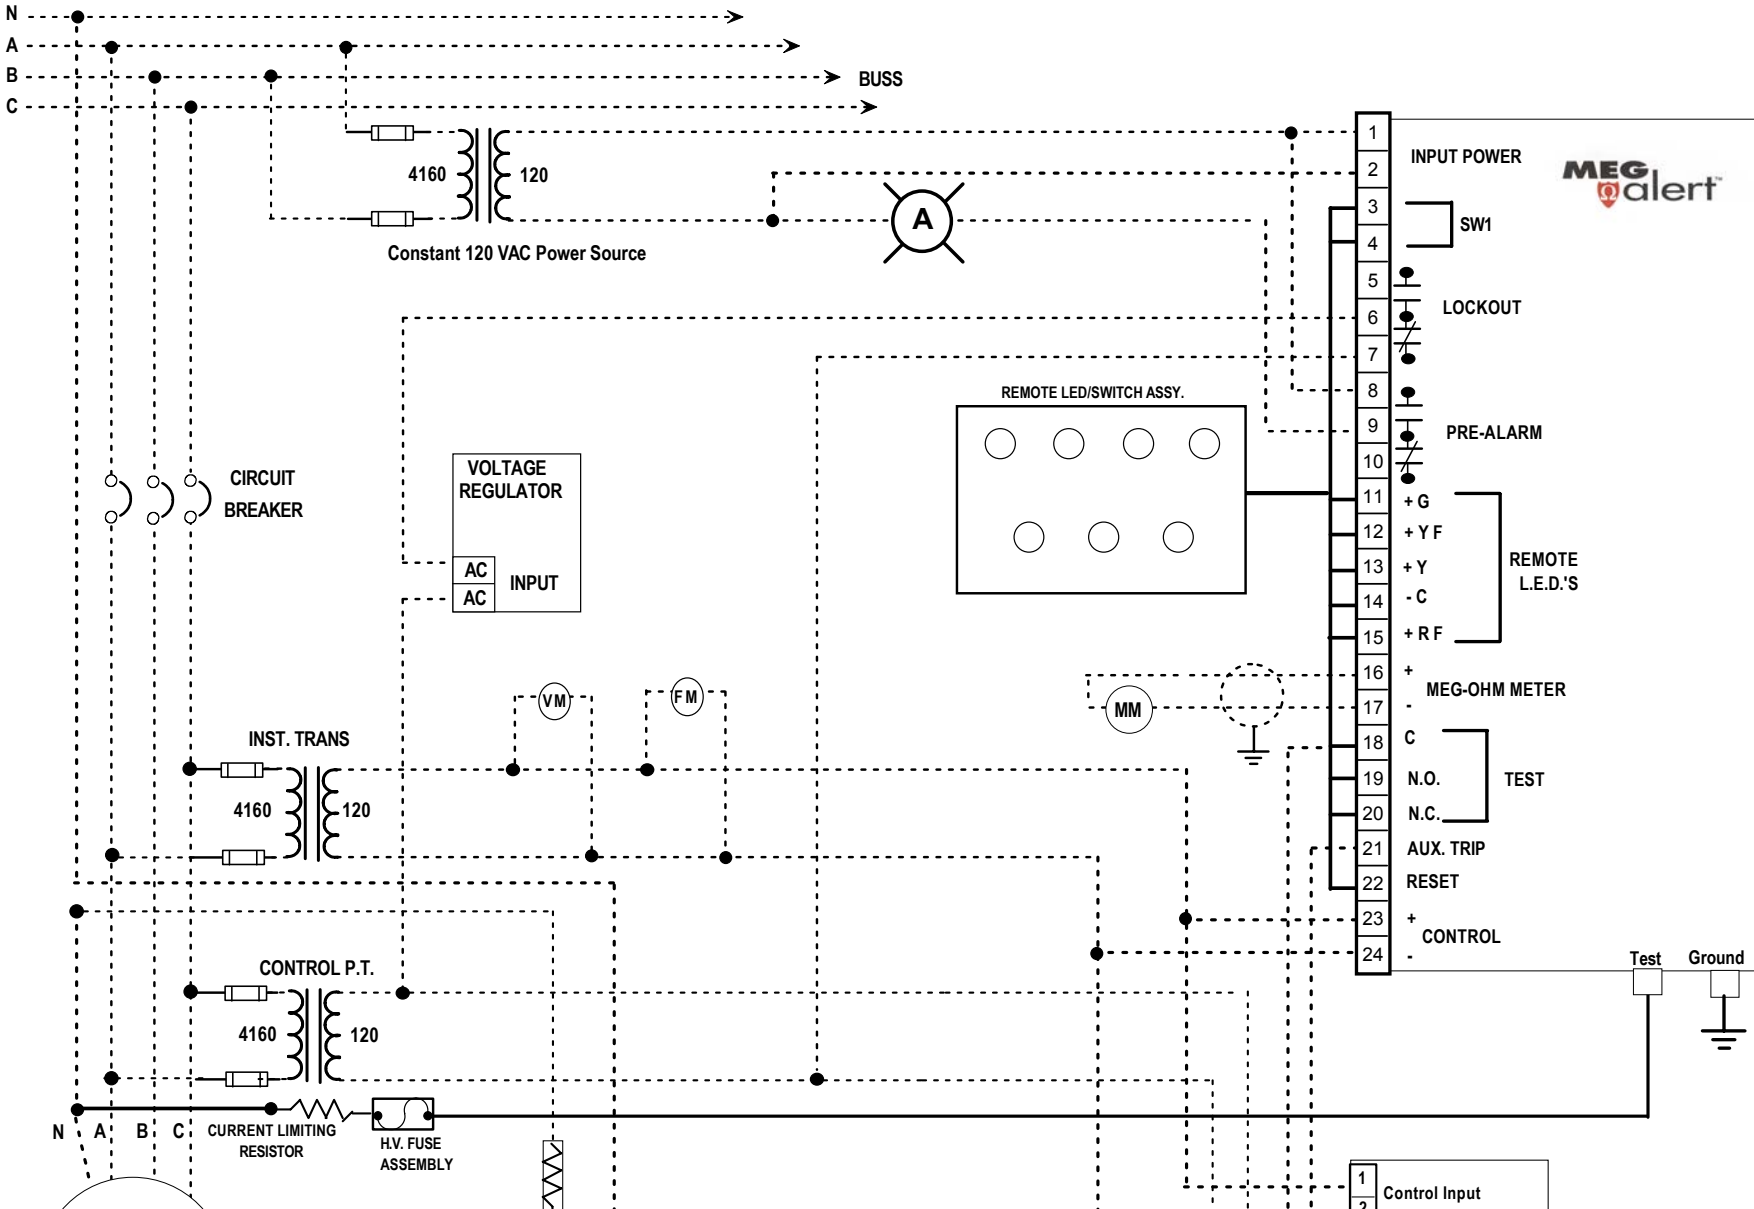 N
A
B
C
BUSS
4160
120
Constant 120 VAC Power Source
A
1
2
3
4
5
6
7
8
9
10
11
12
13
14
15
16
17
18
19
20
21
22
23
24
INPUT POWER
MEG alert™
SW1
LOCKOUT
PRE-ALARM
+ G
+ Y F
+ Y
- C
+ R F
REMOTE
L.E.D.'S
+
MEG-OHM METER
-
C
N.O.
N.C.
TEST
AUX. TRIP
RESET
+
CONTROL
-
Test
Ground
REMOTE LED/SWITCH ASSY.
CIRCUIT
BREAKER
VOLTAGE
REGULATOR
AC
AC
INPUT
VM
FM
MM
INST. TRANS
4160
120
CONTROL P.T.
4160
120
N
A
B
C
CURRENT LIMITING
RESISTOR
H.V. FUSE
ASSEMBLY
1
2
Control Input